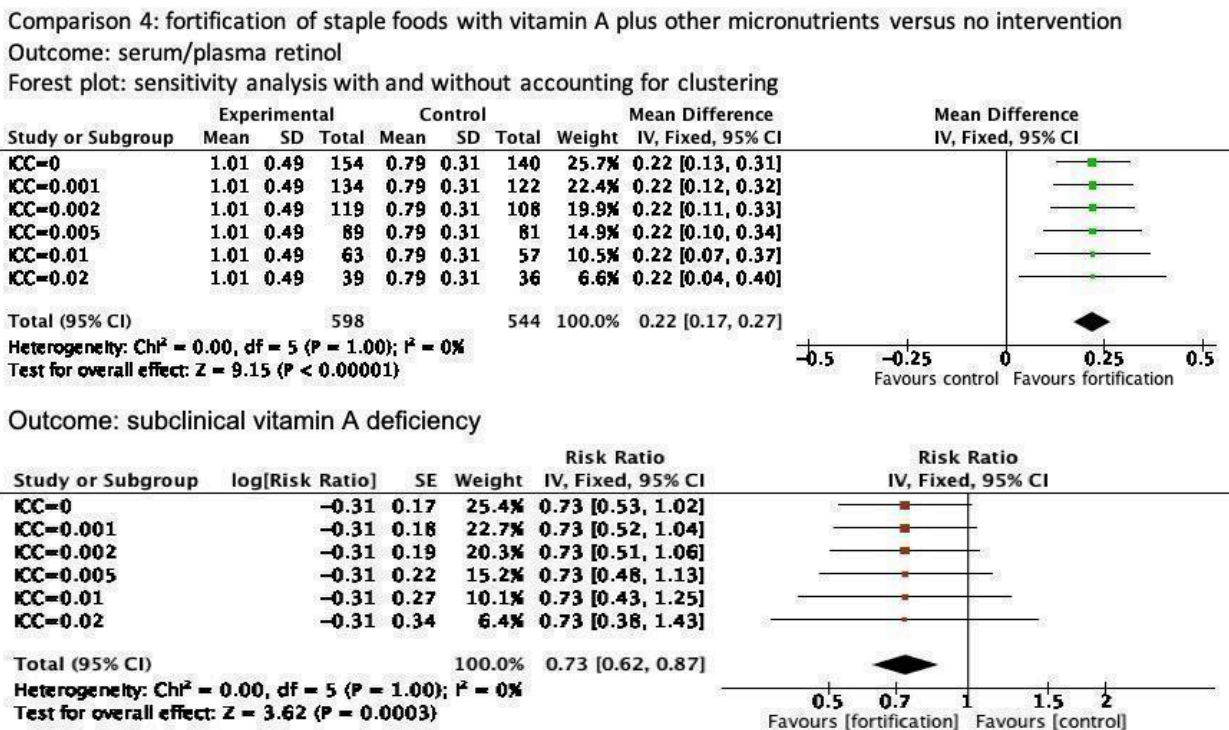 Comparison 4: fortification of staple foods with vitamin A plus other micronutrients versus no intervention
Outcome: serum/plasma retinol
Forest plot: sensitivity analysis with and without accounting for clustering
Experimental Control Mean Difference Mean Difference
Study or Subgroup Mean SD Total Mean SD Total Weight IV, Fixed, 95% CI IV, Fixed, 95% CI
ICC=0 1.01 0.49 154 0.79 0.31 140 25.7% 0.22 [0.13, 0.31]
ICC=0.001 1.01 0.49 134 0.79 0.31 122 22.4% 0.22 [0.12, 0.32]
ICC=0.002 1.01 0.49 119 0.79 0.31 108 19.9% 0.22 [0.11, 0.33]
ICC=0.005 1.01 0.49 89 0.79 0.31 81 14.9% 0.22 [0.10, 0.34]
ICC=0.01 1.01 0.49 63 0.79 0.31 57 10.5% 0.22 [0.07, 0.37]
ICC=0.02 1.01 0.49 39 0.79 0.31 36 6.6% 0.22 [0.04, 0.40]
Total (95% CI) 598 544 100.0% 0.22 [0.17, 0.27]
Heterogeneity: Chi² = 0.00, df = 5 (P = 1.00); I² = 0%
Test for overall effect: Z = 9.15 (P < 0.00001)
-0.5 -0.25 0 0.25 0.5
Favours control Favours fortification
Outcome: subclinical vitamin A deficiency
Risk Ratio Risk Ratio
Study or Subgroup log[Risk Ratio] SE Weight IV, Fixed, 95% CI IV, Fixed, 95% CI
ICC=0 -0.31 0.17 25.4% 0.73 [0.53, 1.02]
ICC=0.001 -0.31 0.18 22.7% 0.73 [0.52, 1.04]
ICC=0.002 -0.31 0.19 20.3% 0.73 [0.51, 1.06]
ICC=0.005 -0.31 0.22 15.2% 0.73 [0.48, 1.13]
ICC=0.01 -0.31 0.27 10.1% 0.73 [0.43, 1.25]
ICC=0.02 -0.31 0.34 6.4% 0.73 [0.38, 1.43]
Total (95% CI) 100.0% 0.73 [0.62, 0.87]
Heterogeneity: Chi² = 0.00, df = 5 (P = 1.00); I² = 0%
Test for overall effect: Z = 3.62 (P = 0.0003)
0.5 0.7 1 1.5 2
Favours [fortification] Favours [control]